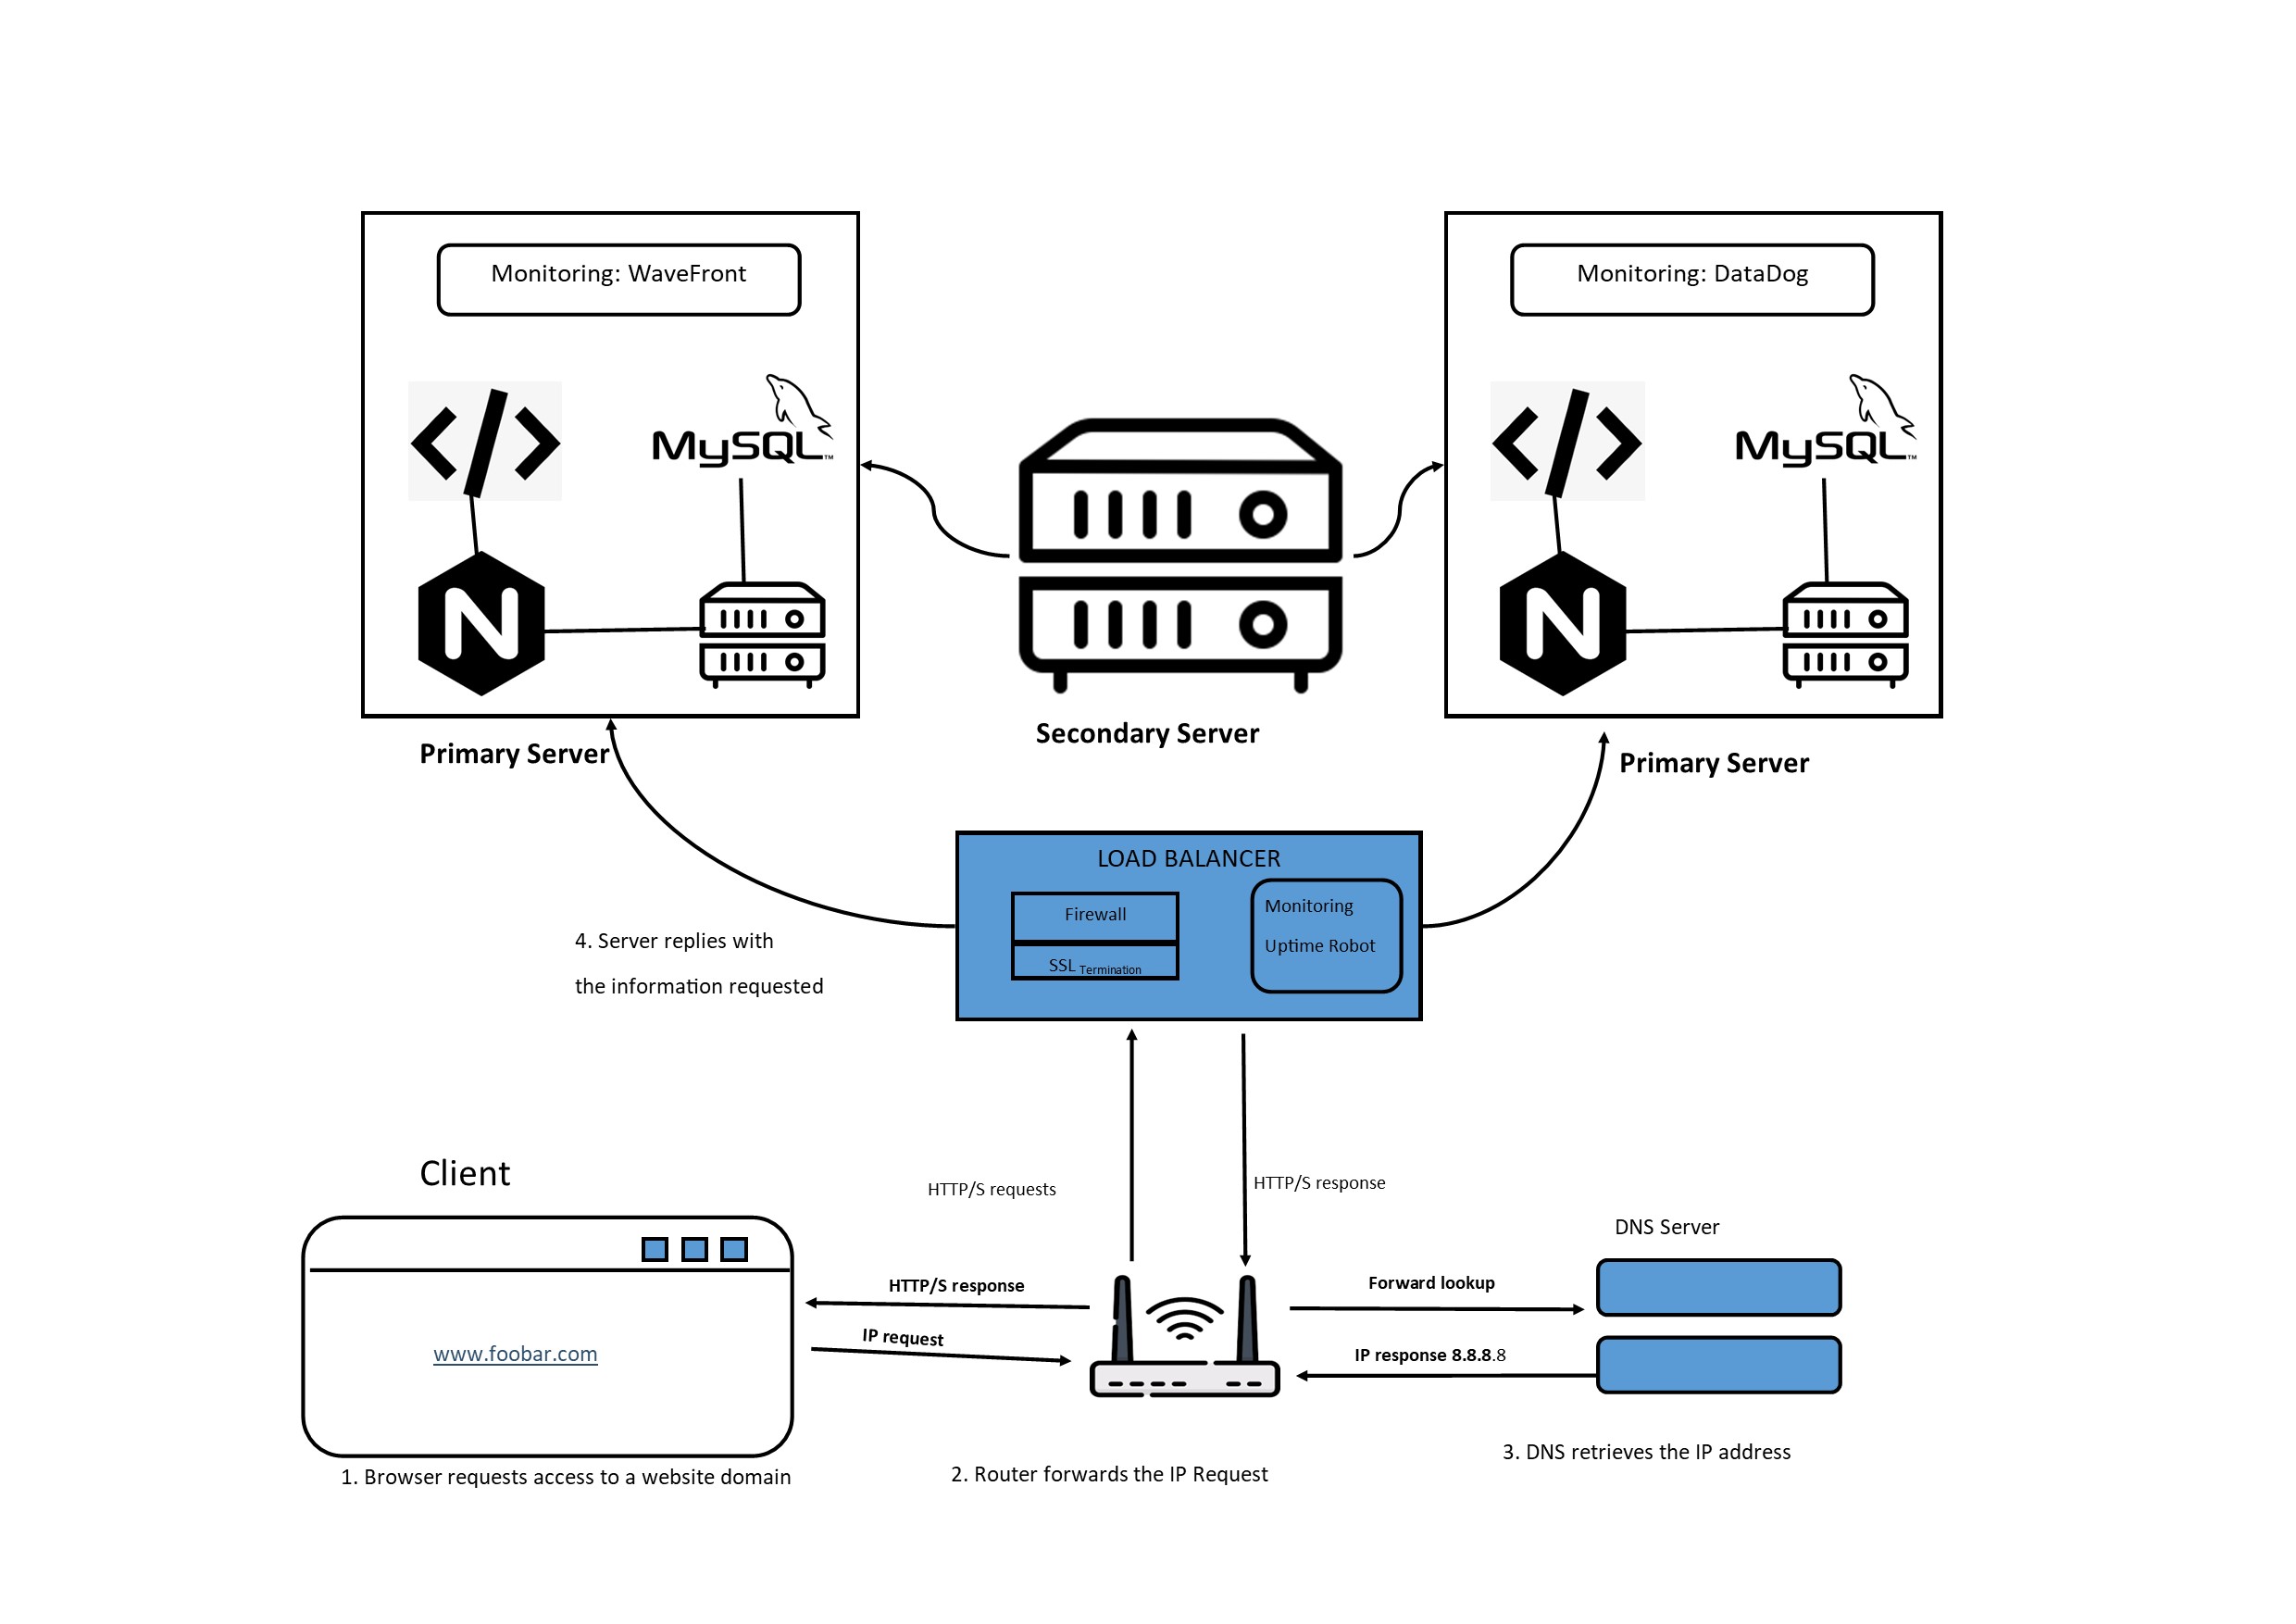 Monitoring: WaveFront
Monitoring: DataDog
MySQL™
MySQL™
N
N
Secondary Server
Primary Server
Primary Server
LOAD BALANCER
Firewall
SSL Termination
Monitoring
Uptime Robot
4. Server replies with
the information requested
Client
HTTP/S requests
HTTP/S response
DNS Server
HTTP/S response
Forward lookup
IP request
www.foobar.com
IP response 8.8.8.8
1. Browser requests access to a website domain
2. Router forwards the IP Request
3. DNS retrieves the IP address